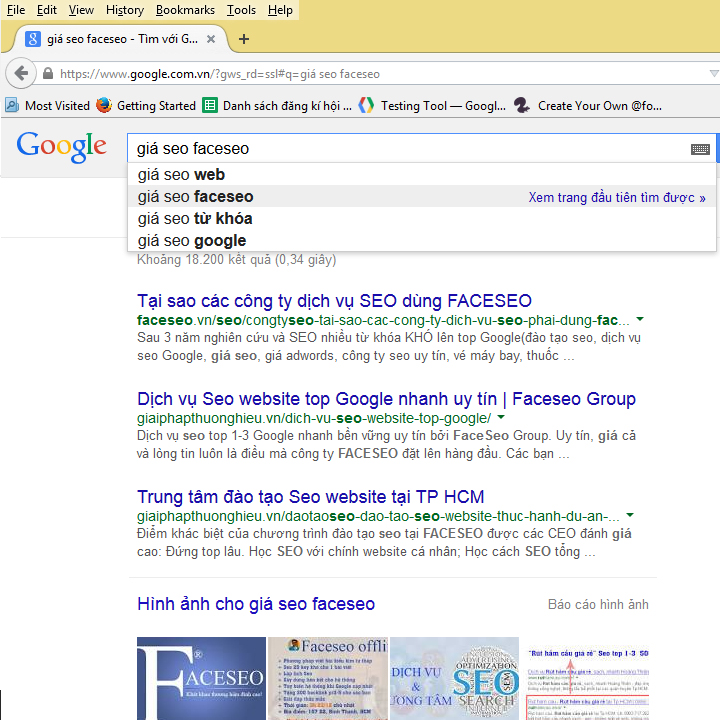 File Edit View History Bookmarks Tools Help
giá seo faceseo - Tìm với G...
https://www.google.com.vn/?gws_rd=ssl#q=giá seo faceseo
Most Visited Getting Started Danh sách đăng kí hội ... Testing Tool — Googl... Create Your Own @fo...
Google giá seo faceseo
giá seo web
giá seo faceseo Xem trang đầu tiên tìm được »
giá seo từ khóa
giá seo google
Khoảng 18.200 kết quả (0,34 giây)
Tại sao các công ty dịch vụ SEO dùng FACESEO
faceseo.vn/seo/congtyseo-tai-sao-cac-cong-ty-dich-vu-seo-phai-dung-fac...
Sau 3 năm nghiên cứu và SEO nhiều từ khóa KHÓ lên top Google(đào tạo seo, dịch vụ
seo Google, giá seo, giá adwords, công ty seo uy tín, vé máy bay, thuốc ...
Dịch vụ Seo website top Google nhanh uy tín | Faceseo Group
giaiphapthuonghieu.vn/dich-vu-seo-website-top-google/
Dịch vụ seo top 1-3 Google nhanh bền vững uy tín bởi FaceSeo Group. Uy tín, giá cả
và lòng tin luôn là điều mà công ty FACESEO đặt lên hàng đầu. Các bạn ...
Trung tâm đào tạo Seo website tại TP HCM
giaiphapthuonghieu.vn/daotaoseo-dao-tao-seo-website-thuc-hanh-du-an-...
Điểm khác biệt của chương trình đào tạo seo tại FACESEO được các CEO đánh giá
cao: Đứng top lâu. Học SEO với chính website cá nhân; Học cách SEO tổng ...
Hình ảnh cho giá seo faceseo Báo cáo hình ảnh
FACESEO
®
Faceseo offli
DỊCH VỤ
&
ƯƠNG TÂM
OPTIMIZATION
SEO
SEARCH
"Rút hầm cầu giá rẻ" Seo top 1-3